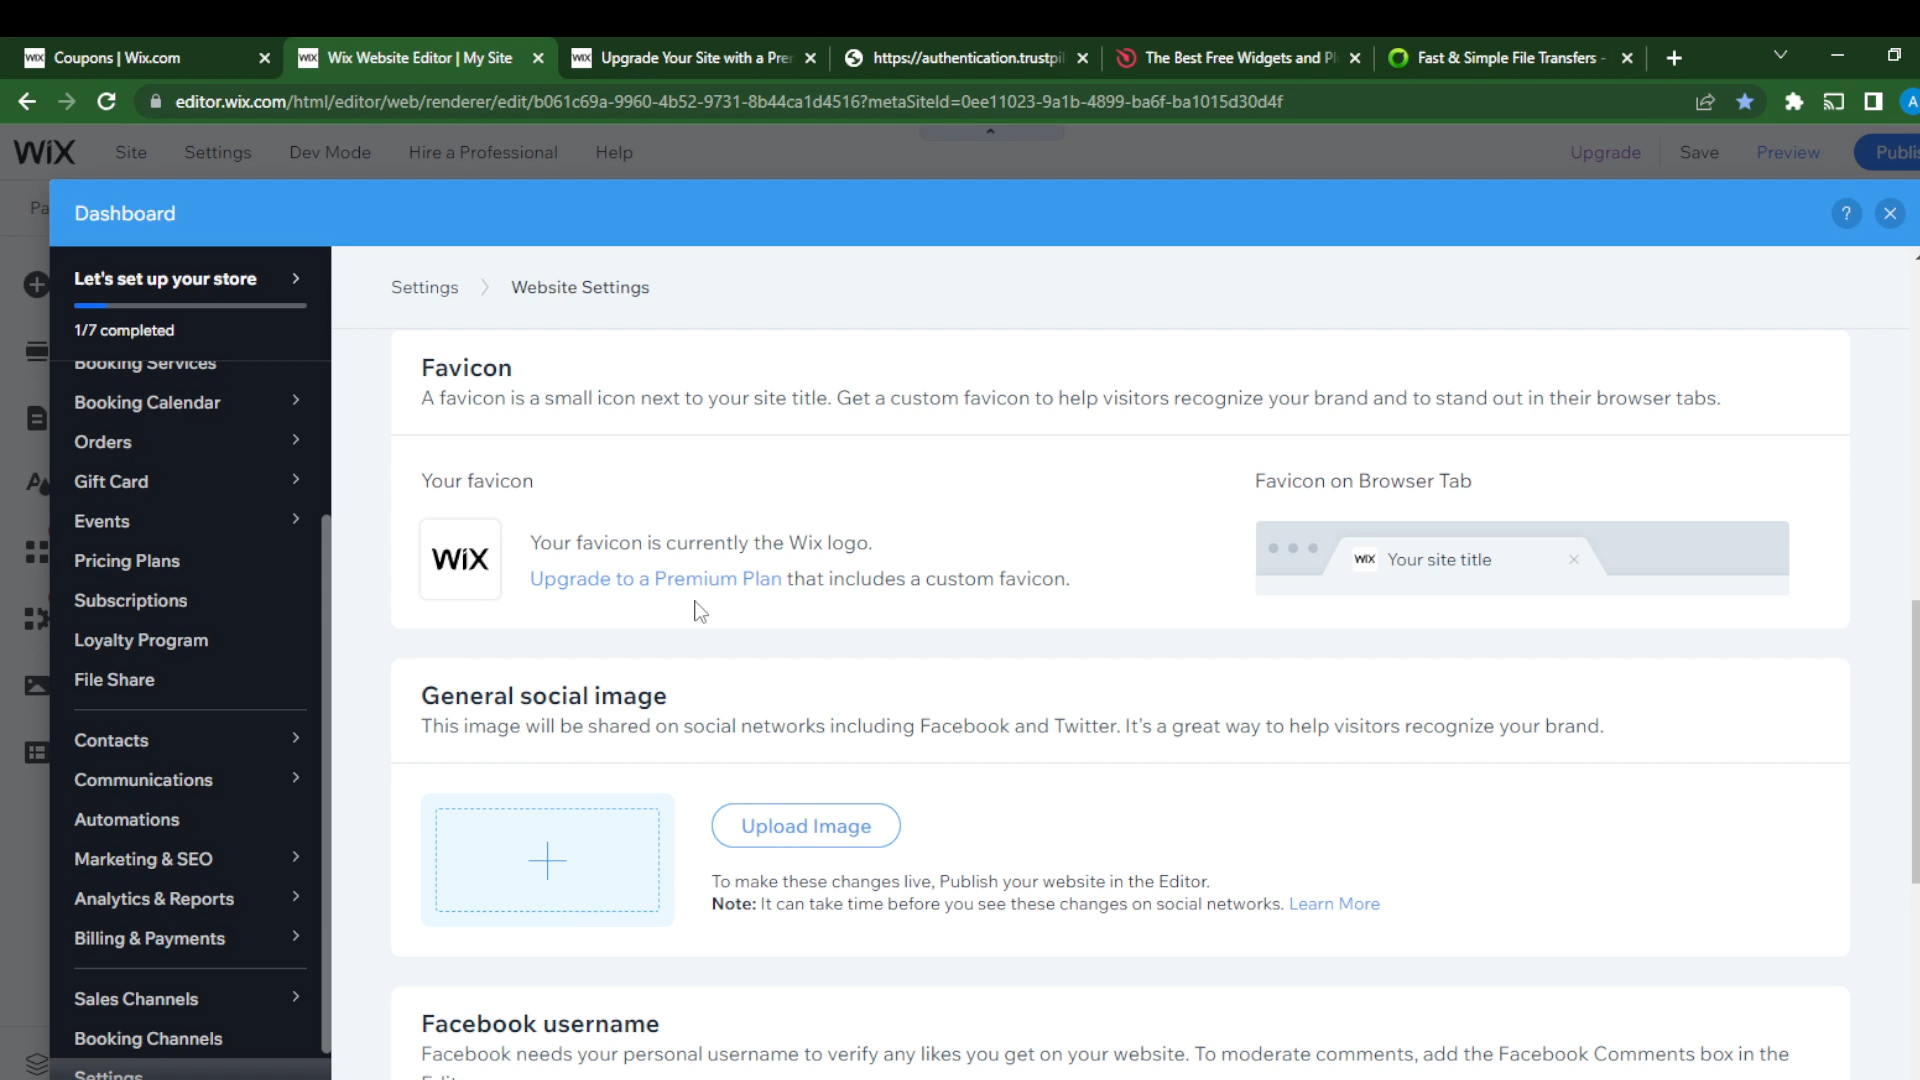 WIX Coupons | Wix.com
WIX Wix Website Editor | My Site
WIX Upgrade Your Site with a Pre
https://authentication.trustpil
The Best Free Widgets and Pl
Fast & Simple File Transfers -
editor.wix.com/html/editor/web/renderer/edit/b061c69a-9960-4b52-9731-8b44ca1d4516?metaSiteId=0ee11023-9a1b-4899-ba6f-ba1015d30d4f
A
WIX Site Settings Dev Mode Hire a Professional Help Upgrade Save Preview Publis
Pa
Dashboard
?
Let's set up your store
1/7 completed
Booking Services
Booking Calendar
Orders
Gift Card
Events
Pricing Plans
Subscriptions
Loyalty Program
File Share
Contacts
Communications
Automations
Marketing & SEO
Analytics & Reports
Billing & Payments
Sales Channels
Booking Channels
Settings
Settings > Website Settings
Favicon
A favicon is a small icon next to your site title. Get a custom favicon to help visitors recognize your brand and to stand out in their browser tabs.
Your favicon
WIX
Your favicon is currently the Wix logo.
Upgrade to a Premium Plan that includes a custom favicon.
Favicon on Browser Tab
WIX Your site title
General social image
This image will be shared on social networks including Facebook and Twitter. It's a great way to help visitors recognize your brand.
Upload Image
To make these changes live, Publish your website in the Editor.
Note: It can take time before you see these changes on social networks. Learn More
Facebook username
Facebook needs your personal username to verify any likes you get on your website. To moderate comments, add the Facebook Comments box in the